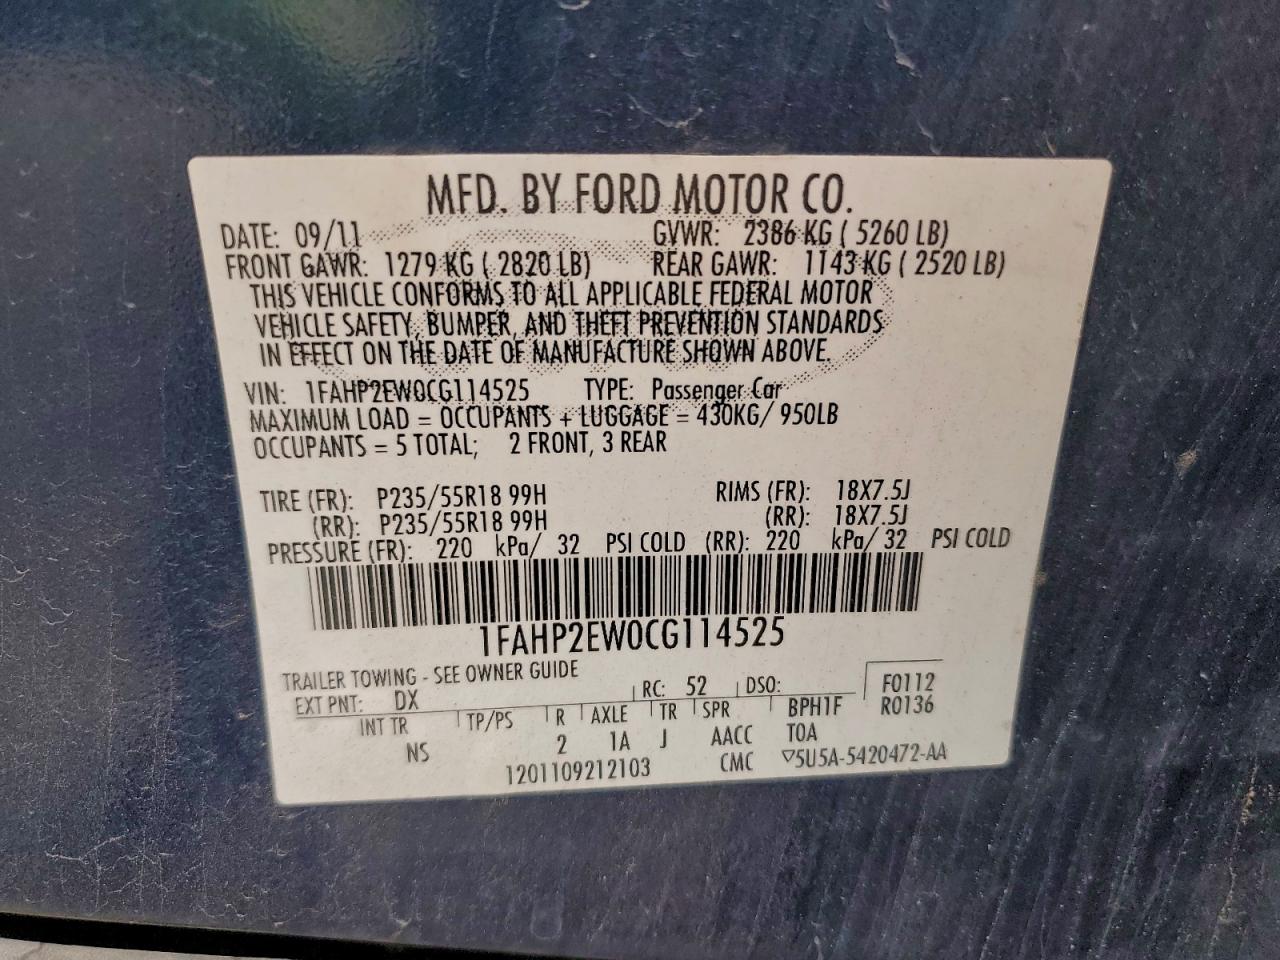 MFD. BY FORD MOTOR CO.
DATE: 09/11 GVWR: 2386 KG ( 5260 LB)
FRONT GAWR: 1279 KG ( 2820 LB) REAR GAWR: 1143 KG ( 2520 LB)
THIS VEHICLE CONFORMS TO ALL APPLICABLE FEDERAL MOTOR
VEHICLE SAFETY, BUMPER, AND THEFT PREVENTION STANDARDS
IN EFFECT ON THE DATE OF MANUFACTURE SHOWN ABOVE.
VIN: 1FAHP2EW0CG114525 TYPE: Passenger Car
MAXIMUM LOAD = OCCUPANTS + LUGGAGE = 430KG/ 950LB
OCCUPANTS = 5 TOTAL; 2 FRONT, 3 REAR
TIRE (FR): P235/55R18 99H RIMS (FR): 18X7.5J
(RR): P235/55R18 99H (RR): 18X7.5J
PRESSURE (FR): 220 kPa/ 32 PSI COLD (RR): 220 kPa/ 32 PSI COLD
1FAHP2EW0CG114525
TRAILER TOWING - SEE OWNER GUIDE
EXT PNT: DX RC: 52 DSO: F0112
INT TR TP/PS R AXLE TR SPR BPH1F R0136
NS 2 1A J AACC TOA
1201109212103 CMC ▽5U5A-5420472-AA